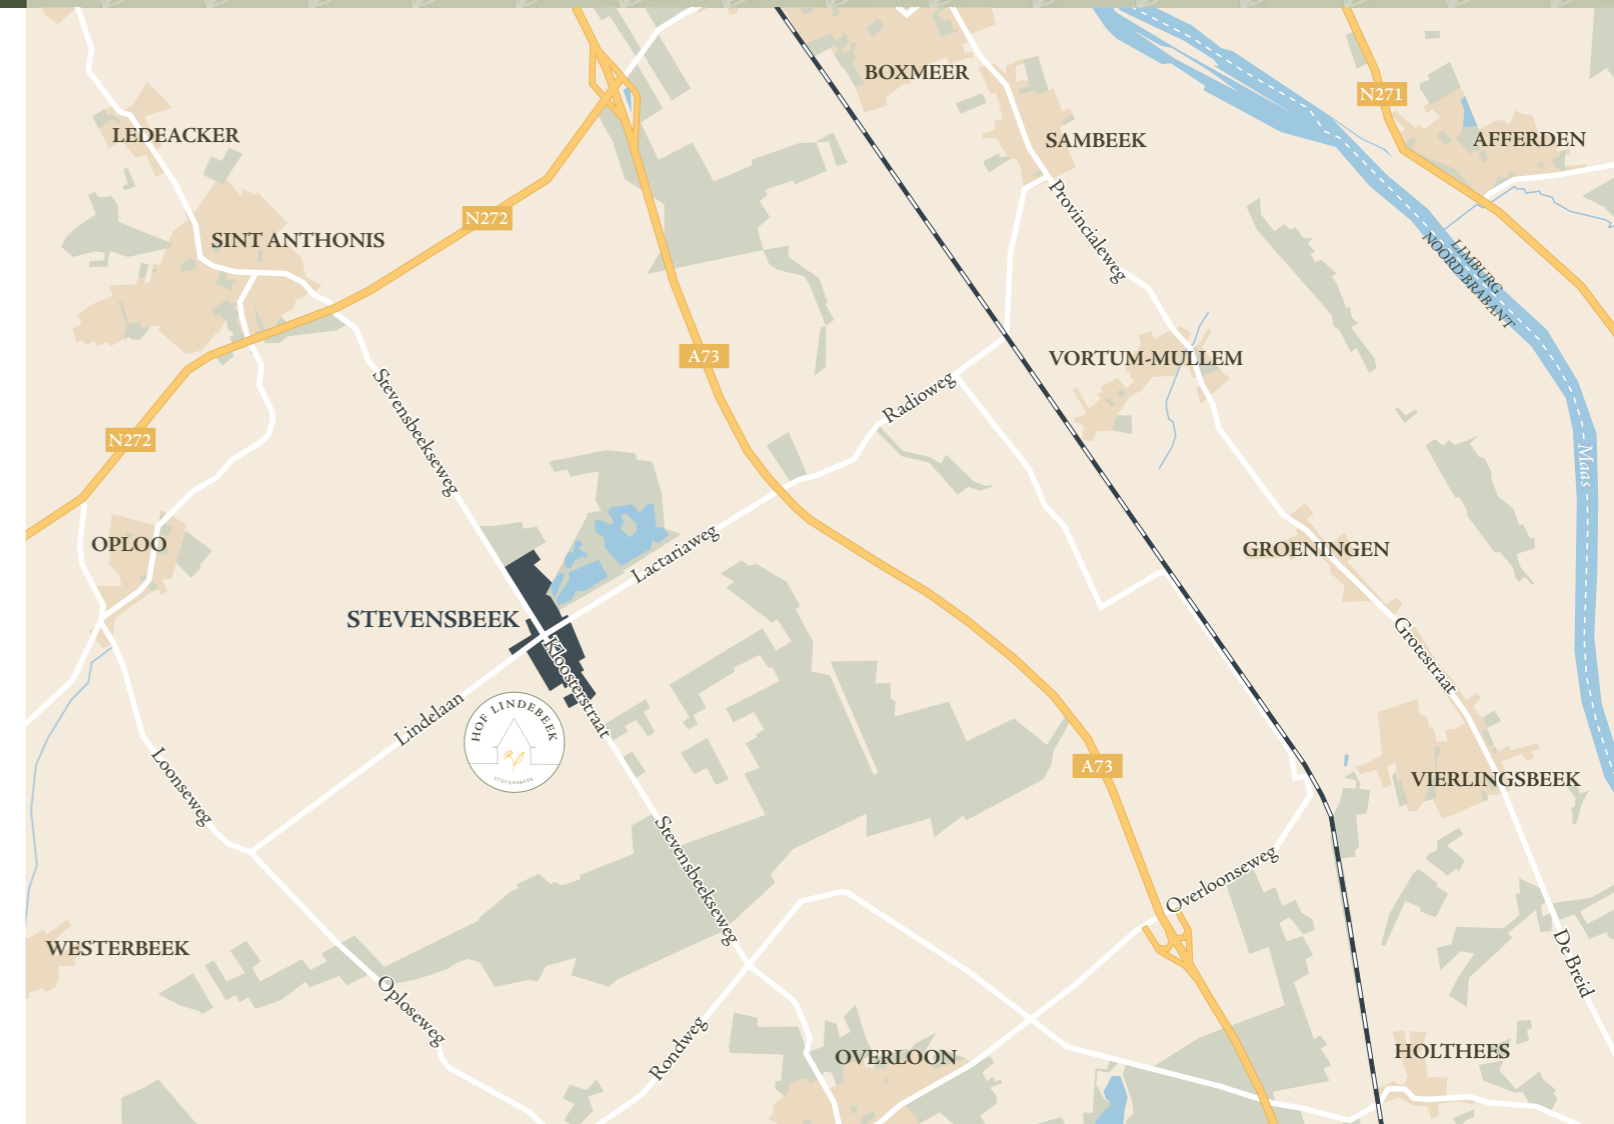 BOXMEER
N271
LEDEACKER
SAMBEEK
AFFERDEN
N272
Provincialeweg
SINT ANTHONIS
LIMBURG
NOORD-BRABANT
A73
VORTUM-MULLEM
Stevensbeekseweg
Radioweg
N272
Maas
OPLOO
Lactariaweg
GROENINGEN
STEVENSBEEK
Kloosterstraat
Grotestraat
Lindelaan
HOF LINDEBEEK
STEVENSBEEK
Loonseweg
A73
VIERLINGSBEEK
Stevensbeekseweg
Overloonseweg
WESTERBEEK
De Breid
Oploseweg
Rondweg
OVERLOON
HOLTHEES